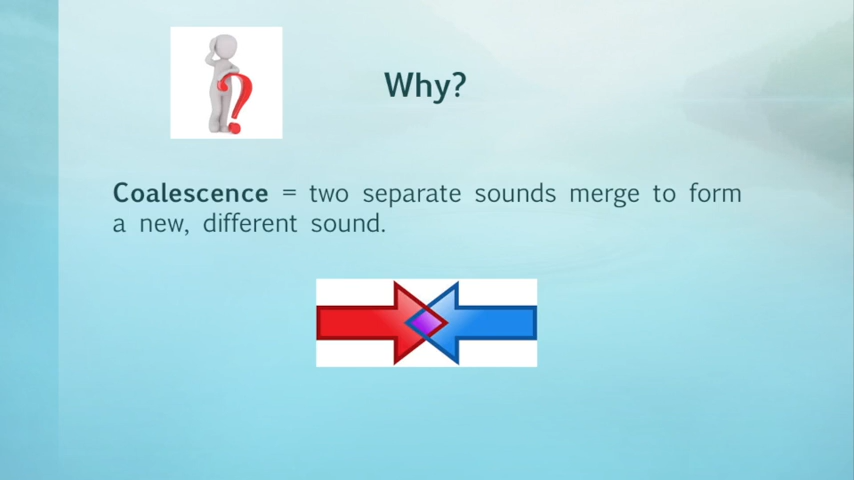 Why?
Coalescence = two separate sounds merge to form
a new, different sound.